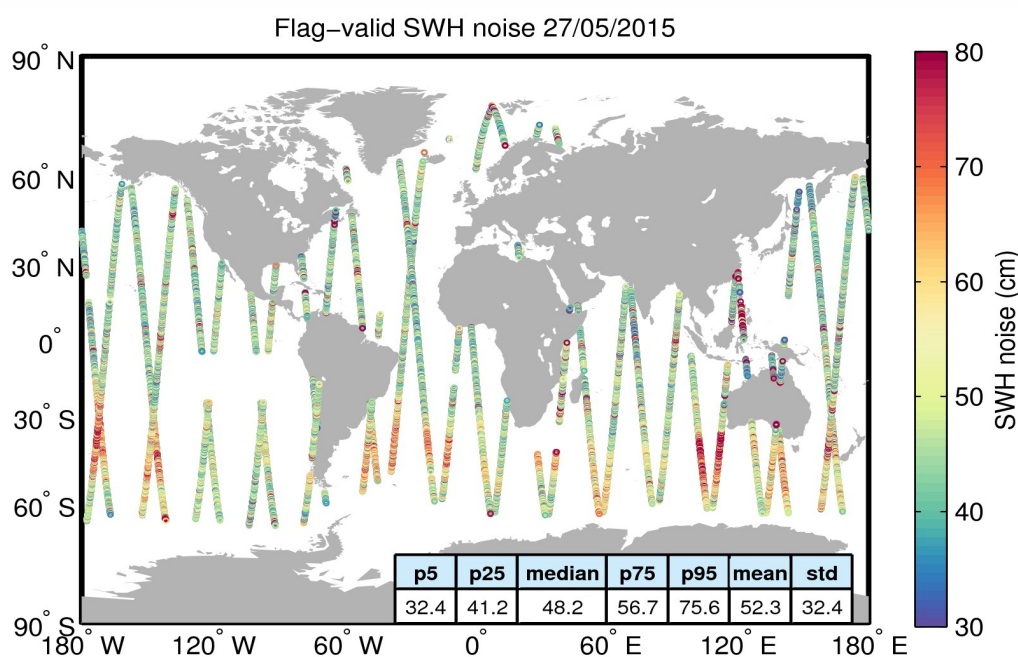 Flag−valid SWH noise 27/05/2015
90° N
60° N
30° N
0°
30° S
60° S
90° S
180° W
120° W
60° W
0°
60° E
120° E
180° E
80
70
60
50
40
30
SWH noise (cm)
p5 p25 median p75 p95 mean std
32.4 41.2 48.2 56.7 75.6 52.3 32.4